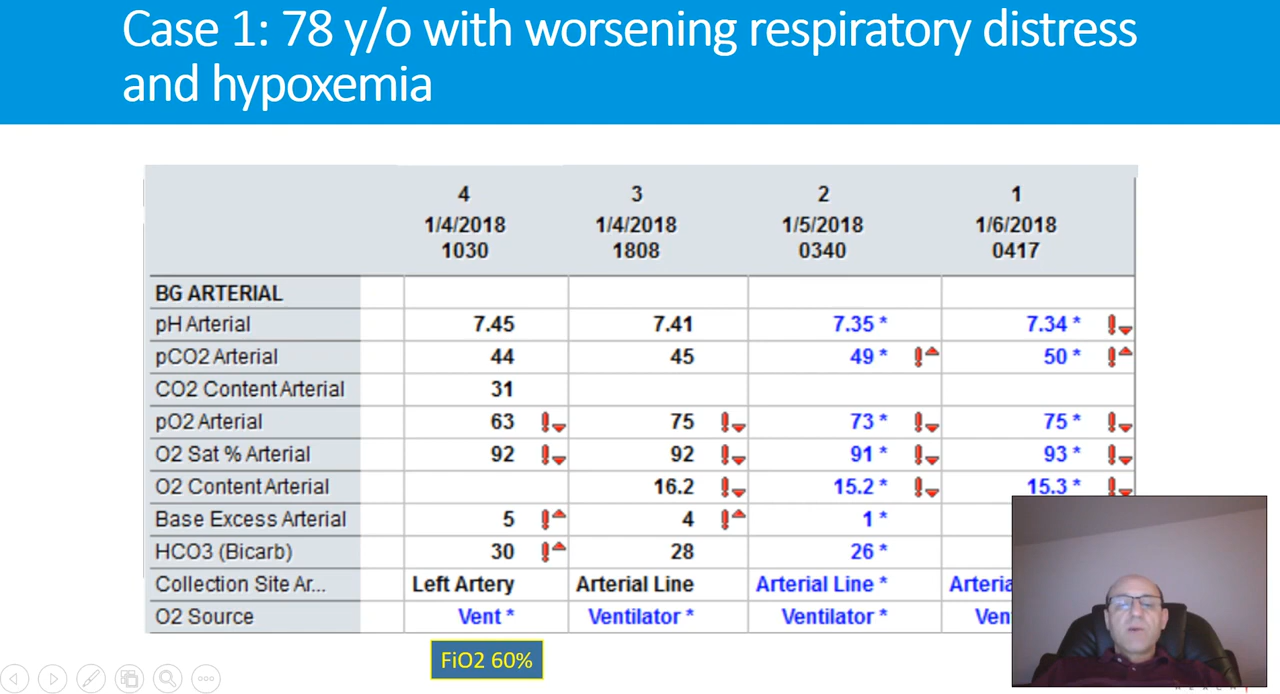 Case 1: 78 y/o with worsening respiratory distress
and hypoxemia
4 3 2 1
1/4/2018 1/4/2018 1/5/2018 1/6/2018
1030 1808 0340 0417
BG ARTERIAL
pH Arterial 7.45 7.41 7.35 * 7.34 *
pCO2 Arterial 44 45 49 * 50 *
CO2 Content Arterial 31
pO2 Arterial 63 75 73 * 75 *
O2 Sat % Arterial 92 92 91 * 93 *
O2 Content Arterial 16.2 15.2 * 15.3 *
Base Excess Arterial 5 4 1 *
HCO3 (Bicarb) 30 28 26 *
Collection Site Ar... Left Artery Arterial Line Arterial Line * Arteria
O2 Source Vent * Ventilator * Ventilator * Ven
FiO2 60%